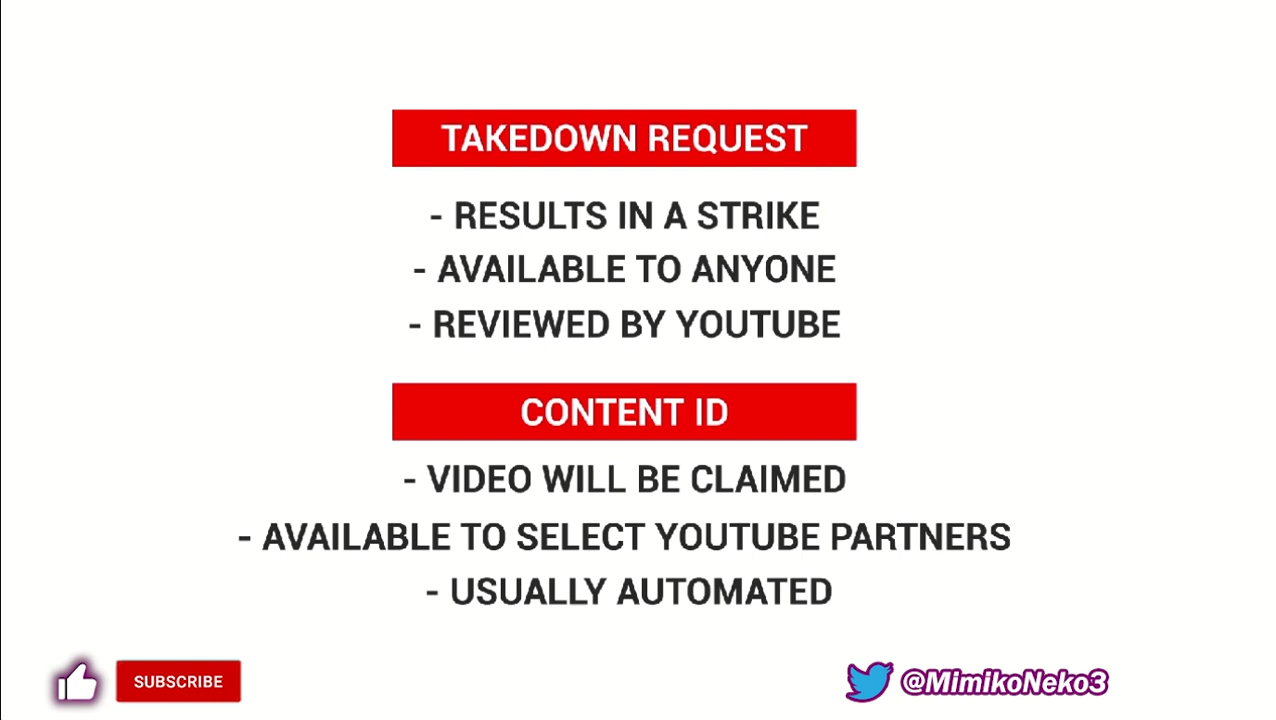 TAKEDOWN REQUEST
- RESULTS IN A STRIKE
- AVAILABLE TO ANYONE
- REVIEWED BY YOUTUBE
CONTENT ID
- VIDEO WILL BE CLAIMED
- AVAILABLE TO SELECT YOUTUBE PARTNERS
- USUALLY AUTOMATED
SUBSCRIBE
@MimikoNeko3